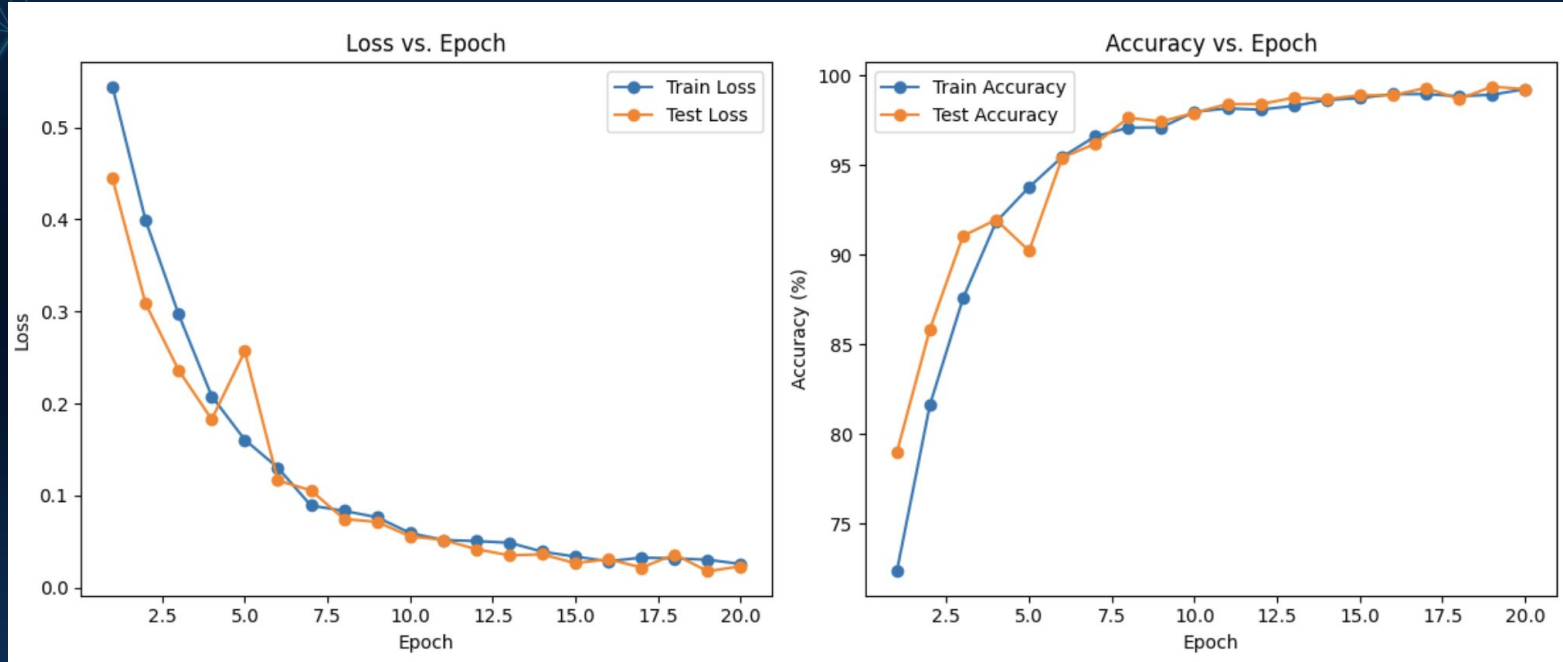 Loss vs. Epoch
Train Loss
Test Loss
0.5
0.4
0.3
0.2
0.1
0.0
Loss
2.5 5.0 7.5 10.0 12.5 15.0 17.5 20.0
Epoch
Accuracy vs. Epoch
Train Accuracy
Test Accuracy
100
95
90
85
80
75
Accuracy (%)
2.5 5.0 7.5 10.0 12.5 15.0 17.5 20.0
Epoch